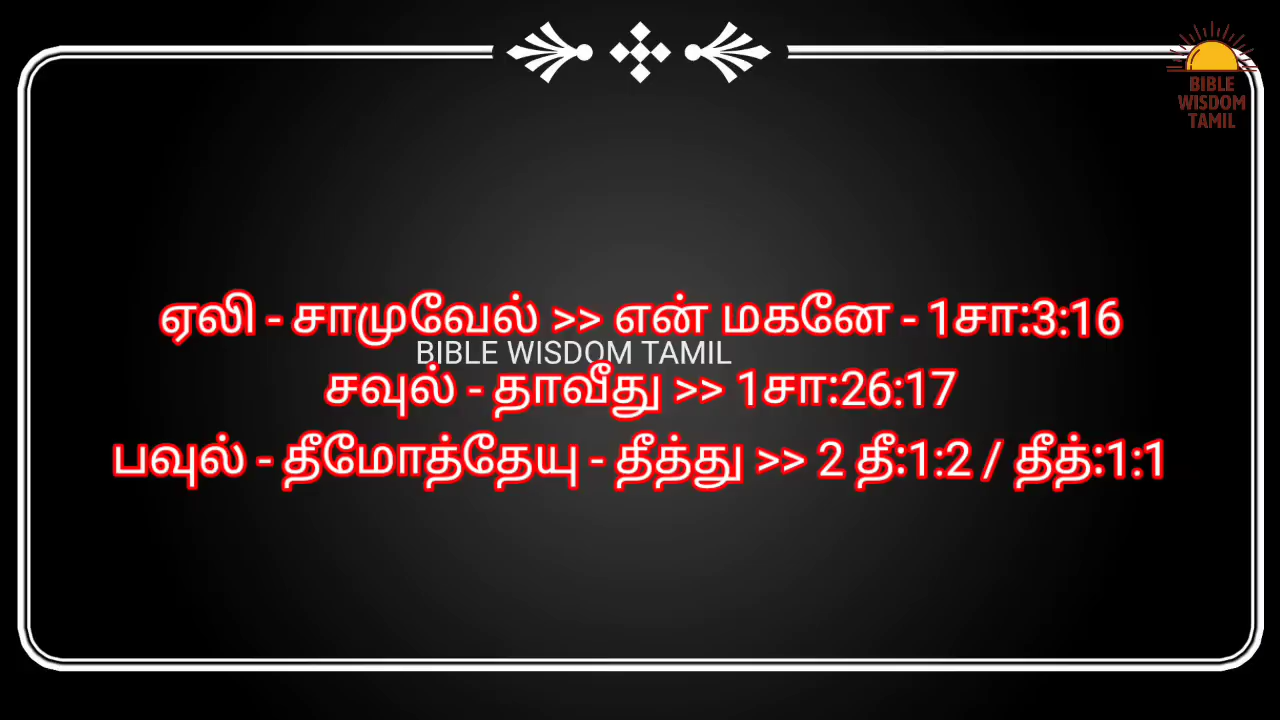 BIBLE
WISDOM
TAMIL
ஏலி - சாமுவேல் >> என் மகனே - 1சா:3:16
BIBLE WISDOM TAMIL
சவுல் - தாவீது >> 1சா:26:17
பவுல் - தீமோத்தேயு - தீத்து >> 2 தீ:1:2 / தீத்:1:1